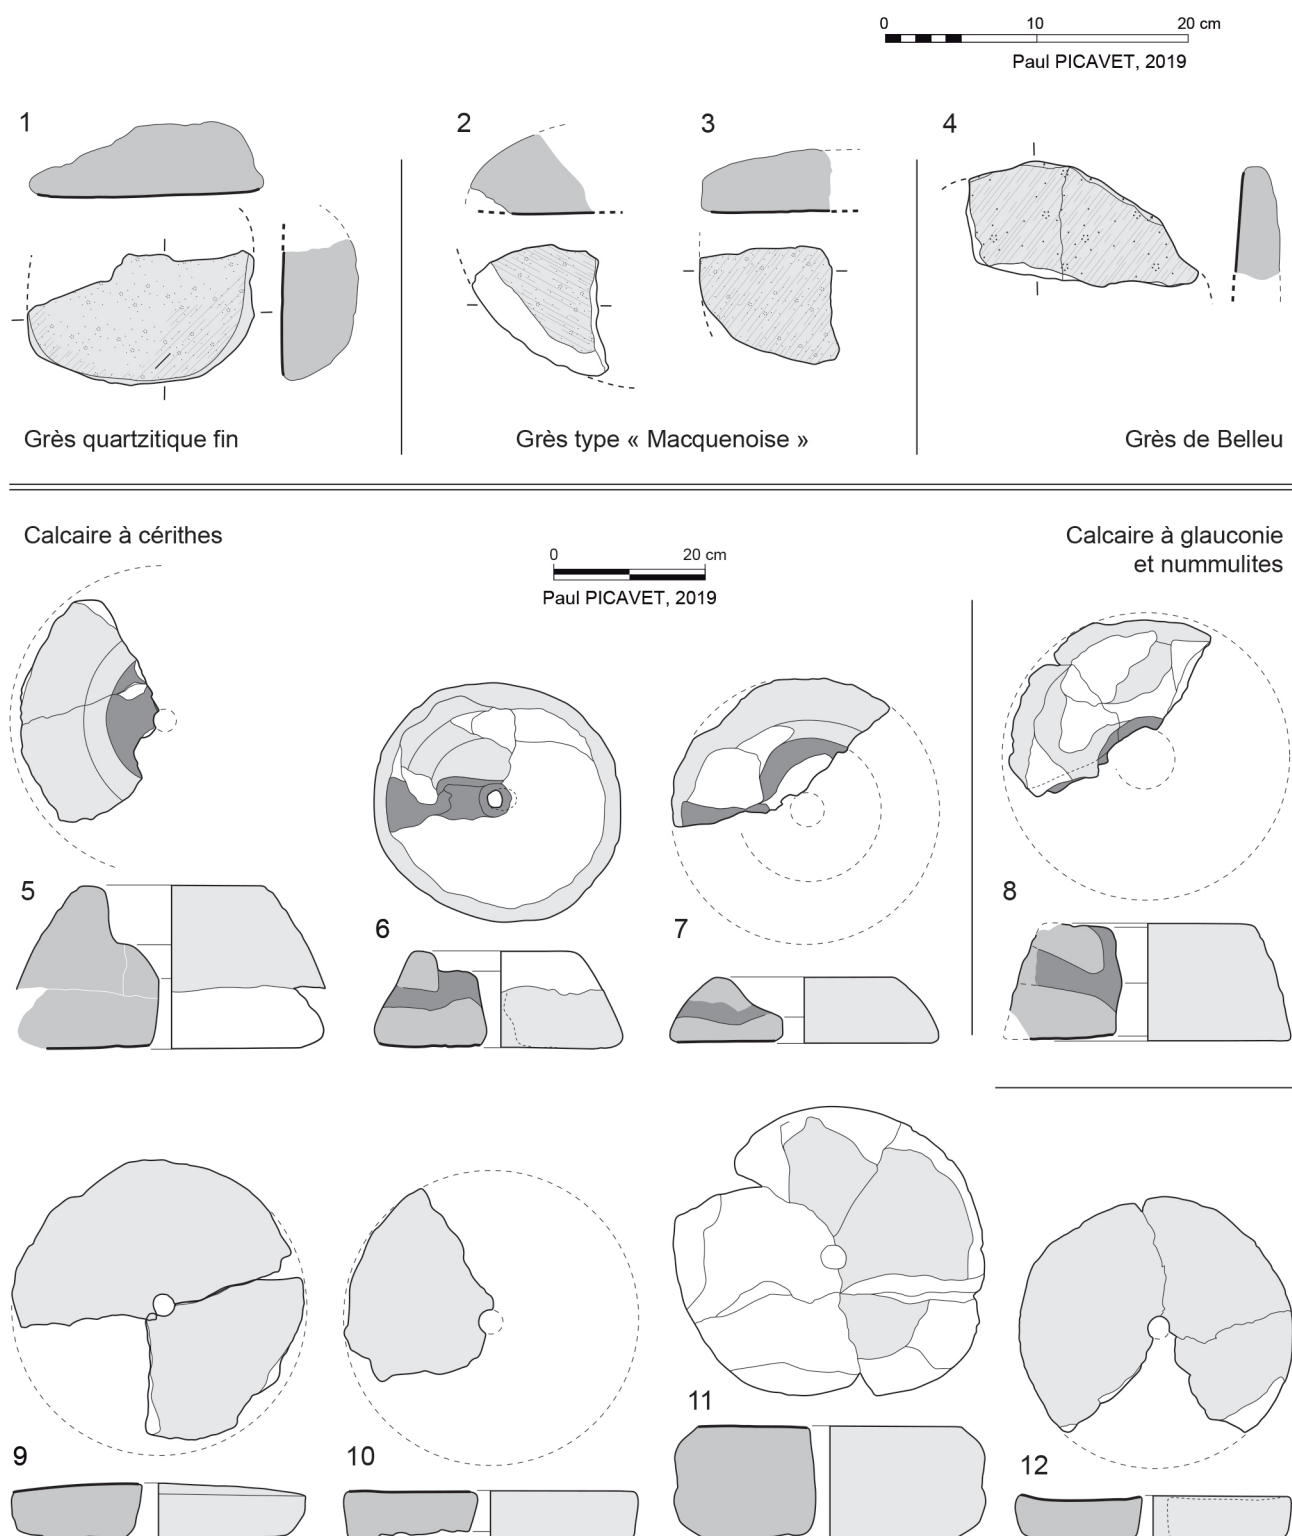 0 10 20 cm
Paul PICAVET, 2019
1 2 3 4
Grès quartzitique fin
Grès type « Macquenoise »
Grès de Belleu
Calcaire à cérithes
Calcaire à glauconie
et nummulites
0 20 cm
Paul PICAVET, 2019
5
6
7
8
9
10
11
12